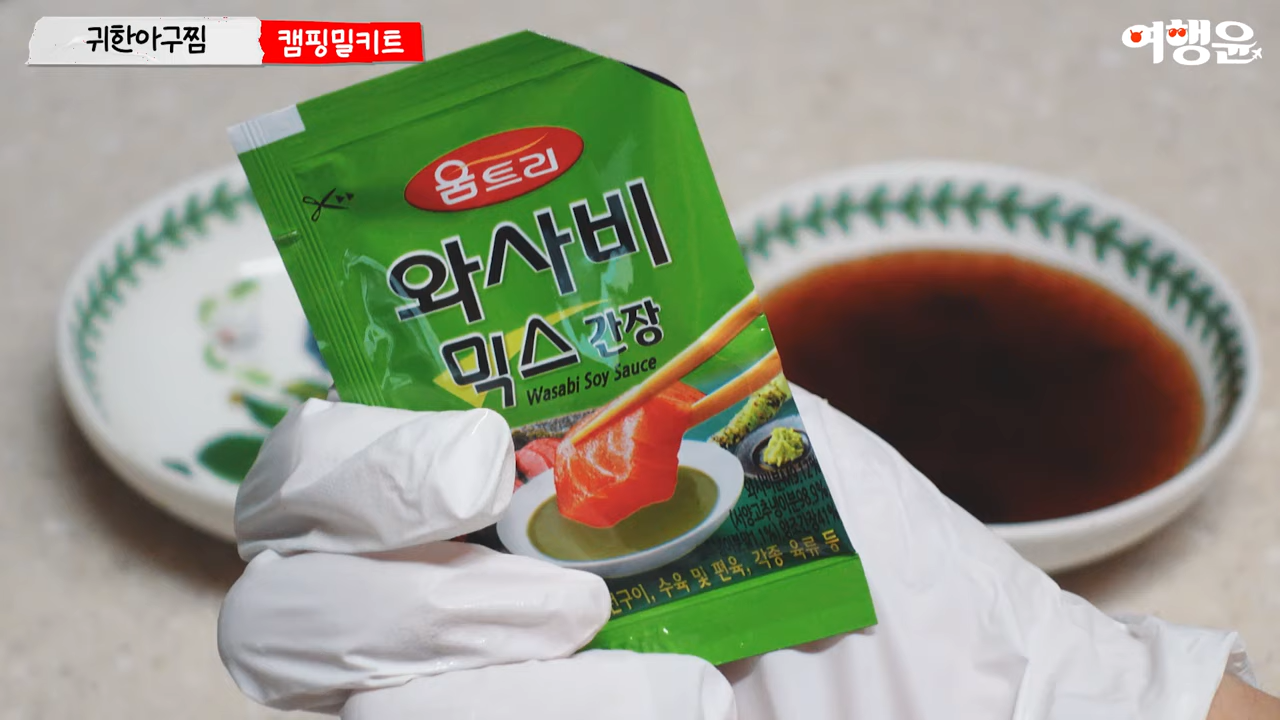 귀한아구찜 캠핑밀키트
여행윤
움트리
와사비
믹스 간장
Wasabi Soy Sauce
수육 및 편육, 각종 육류 등